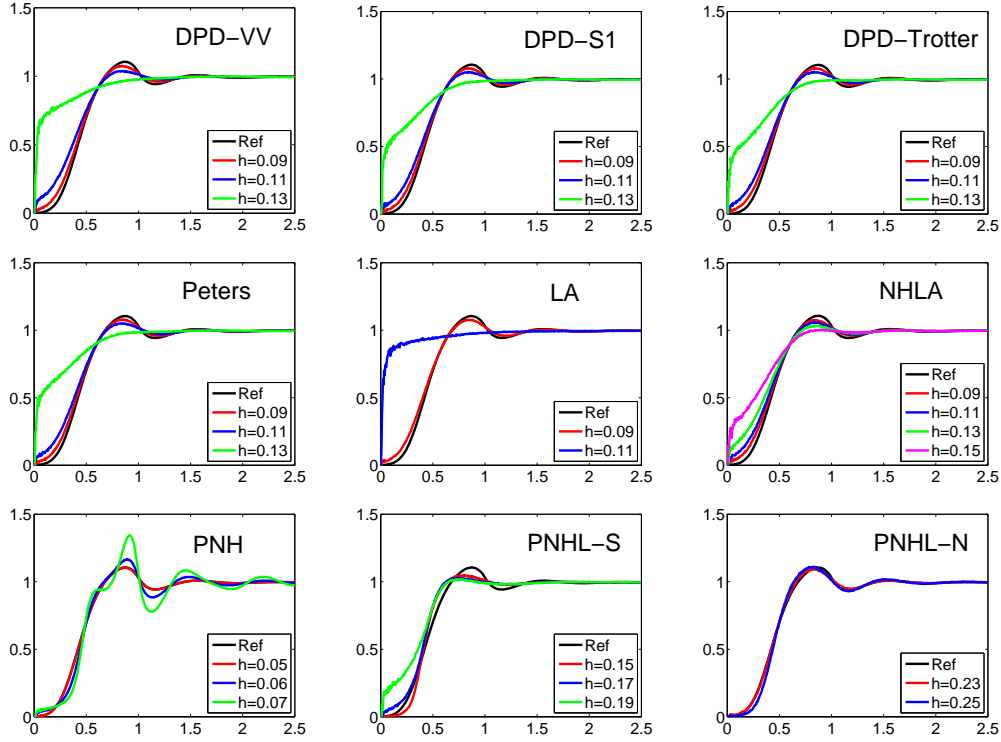 DPD−VV
1.5
1
0.5
0
0
0.5
1
1.5
2
2.5
Ref
h=0.09
h=0.11
h=0.13
DPD−S1
1.5
1
0.5
0
0
0.5
1
1.5
2
2.5
Ref
h=0.09
h=0.11
h=0.13
DPD−Trotter
1.5
1
0.5
0
0
0.5
1
1.5
2
2.5
Ref
h=0.09
h=0.11
h=0.13
Peters
1.5
1
0.5
0
0
0.5
1
1.5
2
2.5
Ref
h=0.09
h=0.11
h=0.13
LA
1.5
1
0.5
0
0
0.5
1
1.5
2
2.5
Ref
h=0.09
h=0.11
NHLA
1.5
1
0.5
0
0
0.5
1
1.5
2
2.5
Ref
h=0.09
h=0.11
h=0.13
h=0.15
PNH
1.5
1
0.5
0
0
0.5
1
1.5
2
2.5
Ref
h=0.05
h=0.06
h=0.07
PNHL−S
1.5
1
0.5
0
0
0.5
1
1.5
2
2.5
Ref
h=0.15
h=0.17
h=0.19
PNHL−N
1.5
1
0.5
0
0
0.5
1
1.5
2
2.5
Ref
h=0.23
h=0.25